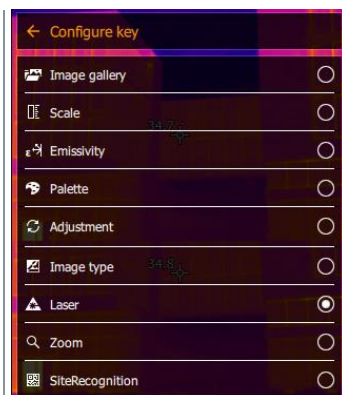 Configure key
Image gallery
Scale
34.7
Emissivity
Palette
Adjustment
Image type
34.8
Laser
Zoom
SiteRecognition